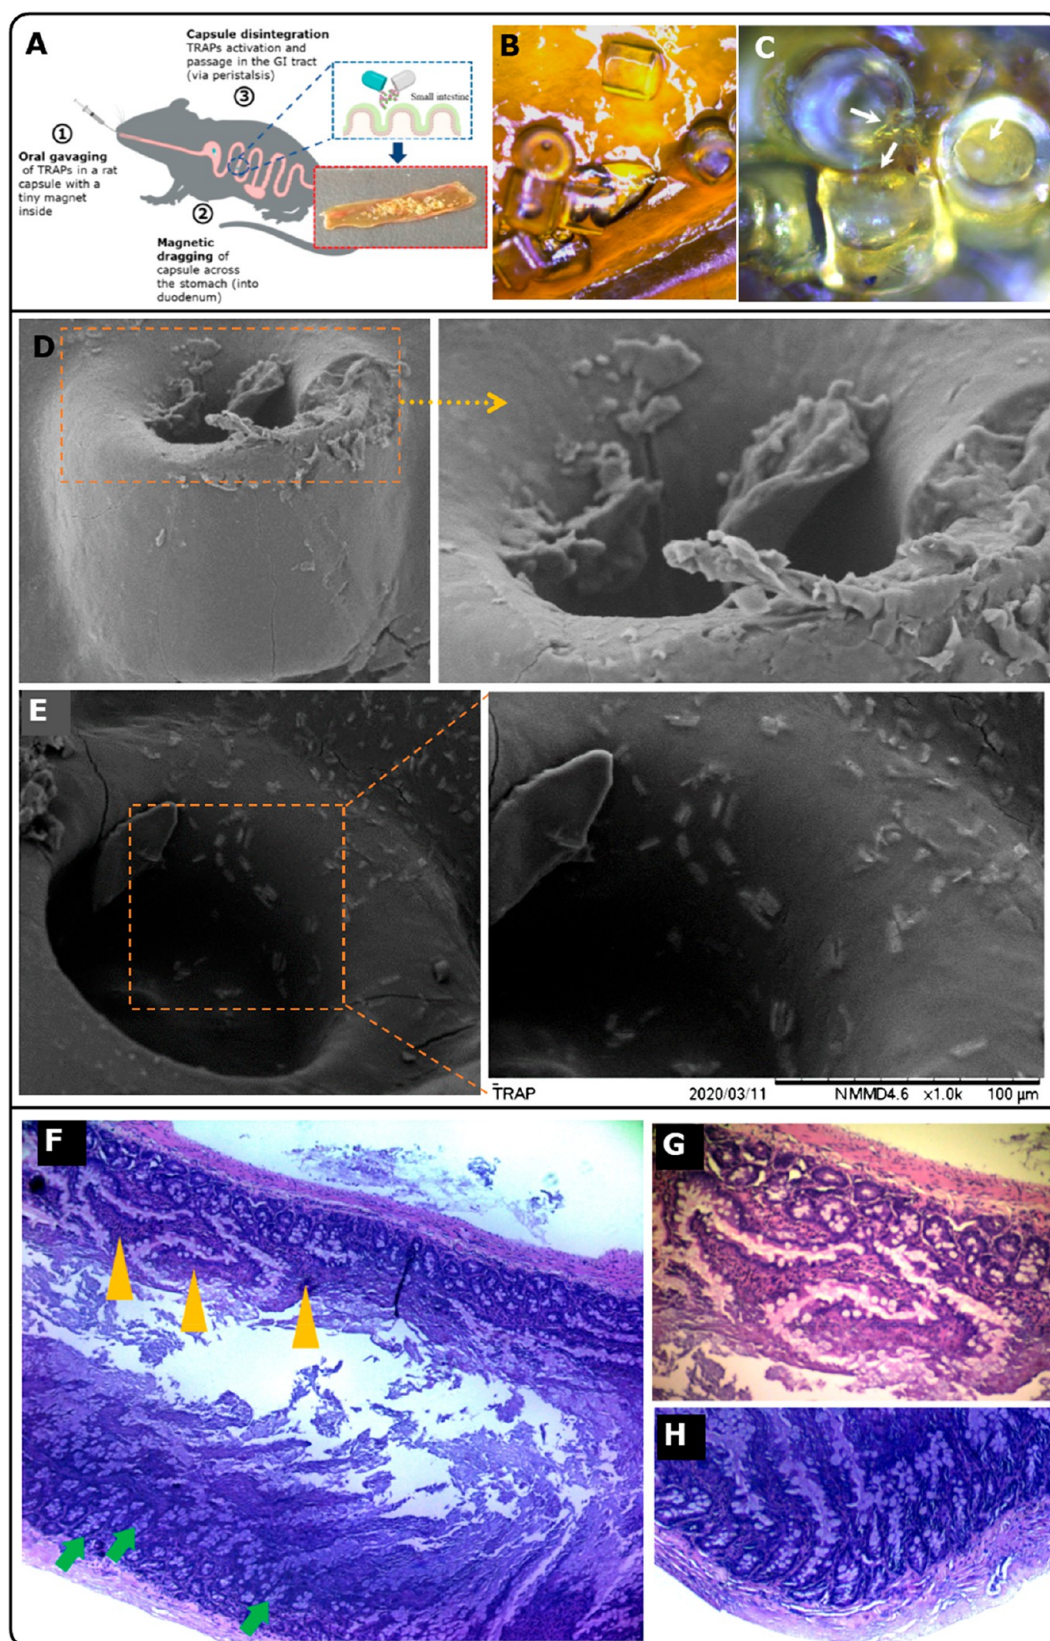 A
Capsule disintegration
TRAPs activation and
passage in the GI tract
(via peristalsis)
③
Small intestine
①
Oral gavaging
of TRAPs in a rat
capsule with a
tiny magnet
inside
②
Magnetic
dragging of
capsule across
the stomach (into
duodenum)
B
C
D
E
TRAP 2020/03/11 NMMD4.6 x1.0k 100 µm
F
G
H